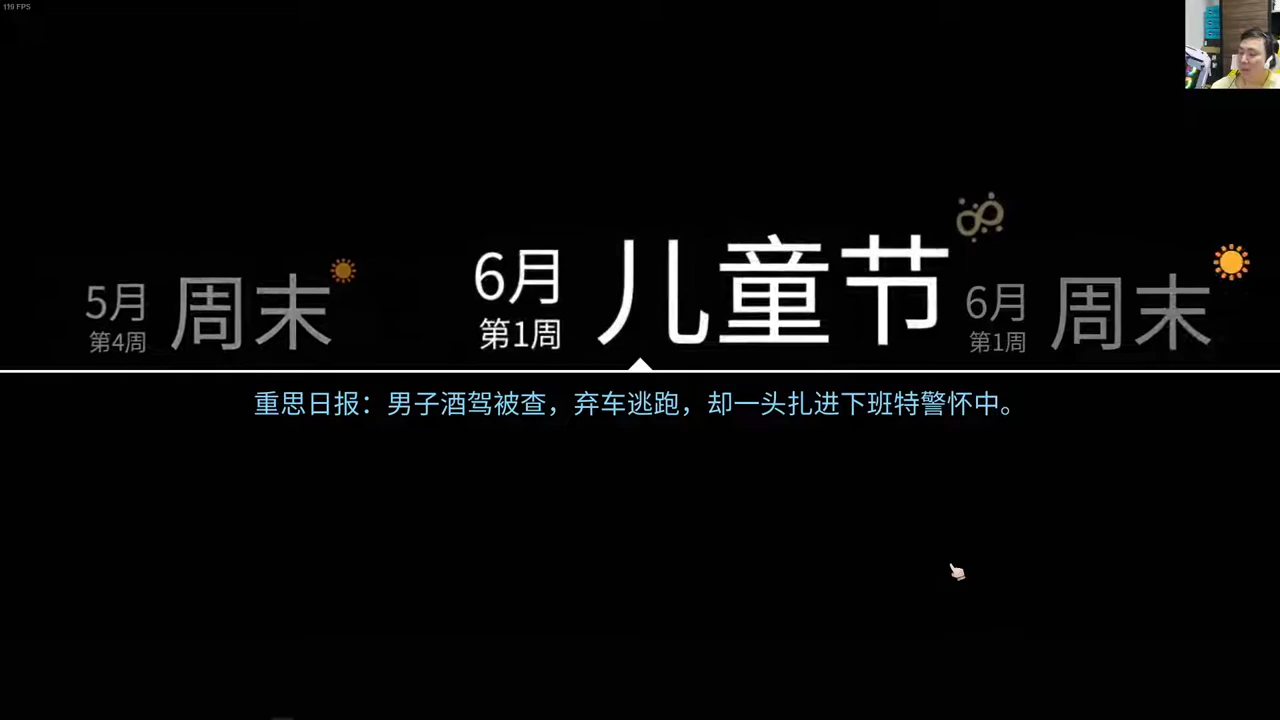 119 FPS
5月
第4周
周末
6月
第1周
儿童节
6月
第1周
周末
重思日报：男子酒驾被查，弃车逃跑，却一头扎进下班特警怀中。